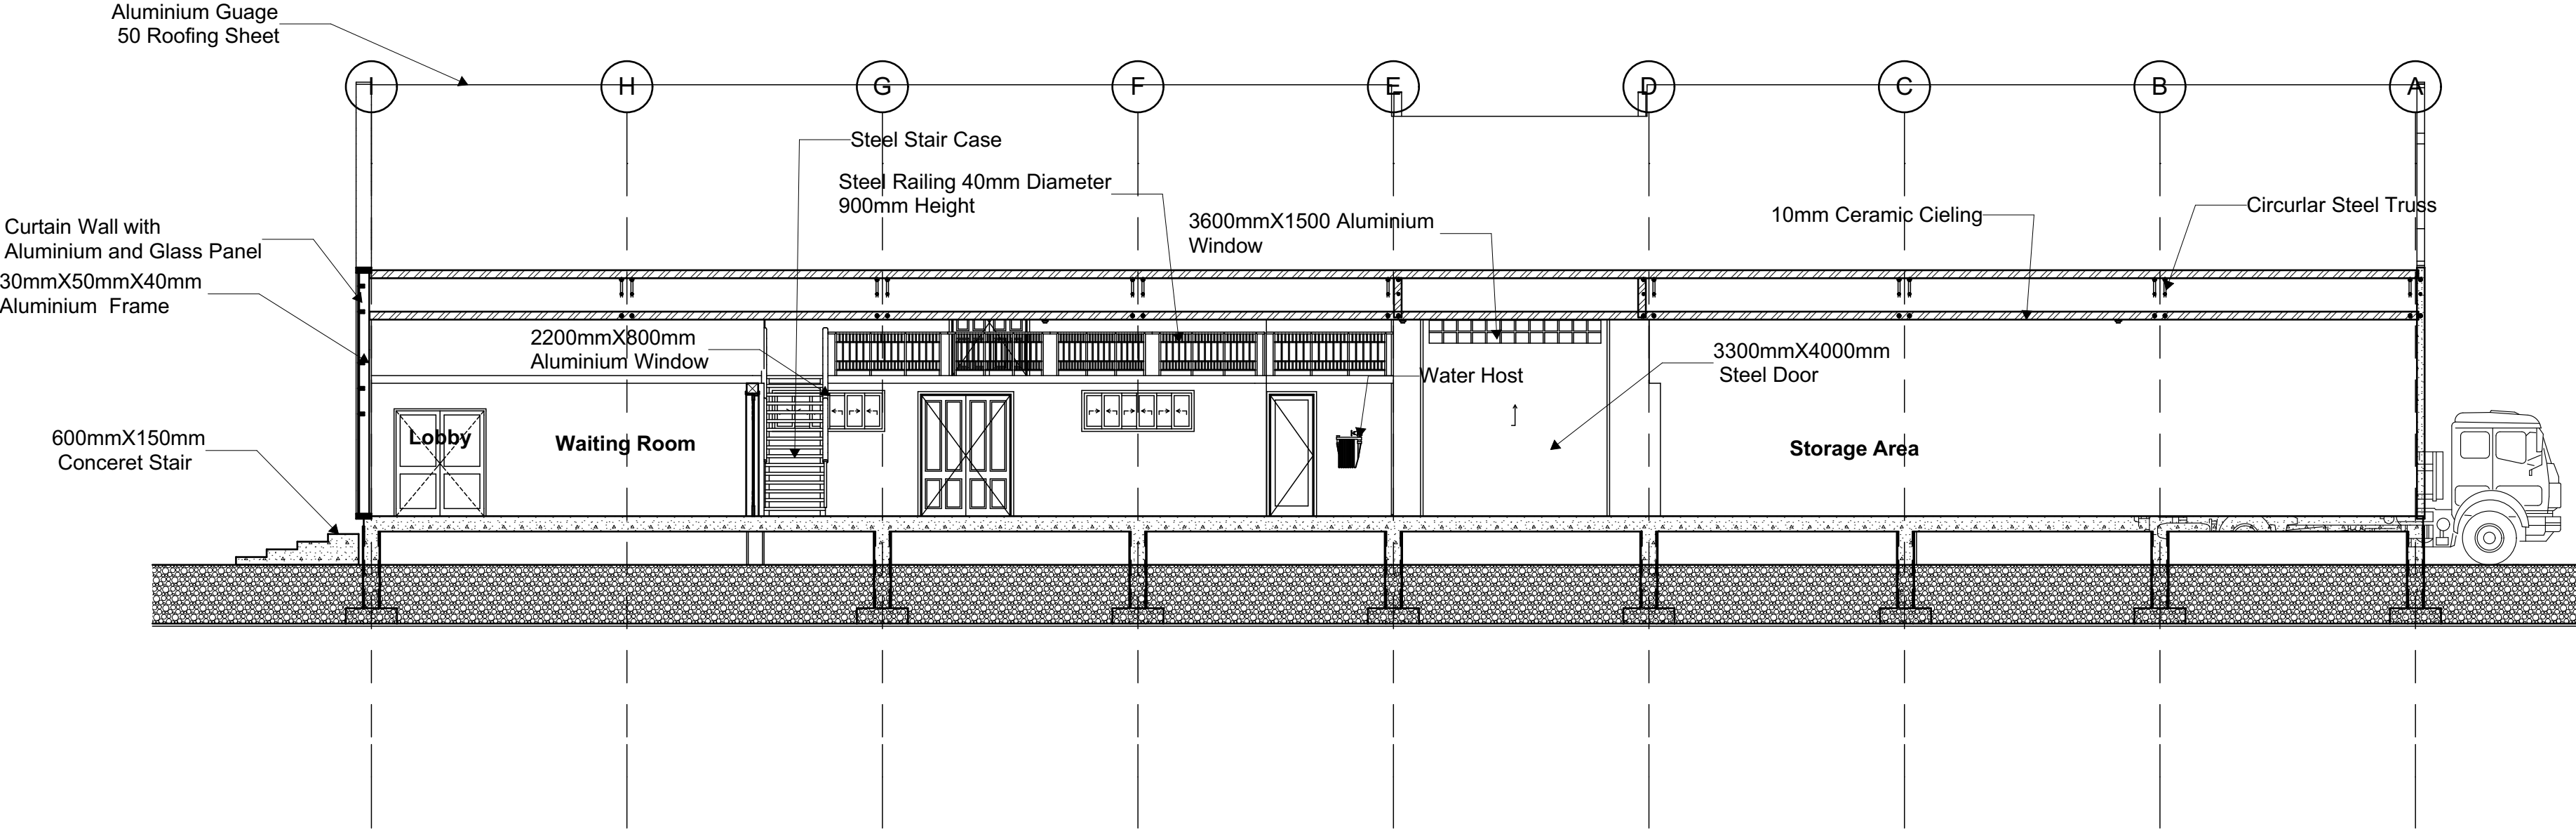 Aluminium Guage
50 Roofing Sheet
I
H
G
F
E
D
C
B
A
Steel Stair Case
Steel Railing 40mm Diameter
900mm Height
3600mmX1500 Aluminium
Window
10mm Ceramic Cieling
Circurlar Steel Truss
Curtain Wall with
Aluminium and Glass Panel
30mmX50mmX40mm
Aluminium Frame
2200mmX800mm
Aluminium Window
3300mmX4000mm
Steel Door
Water Host
600mmX150mm
Conceret Stair
Lobby
Waiting Room
Storage Area